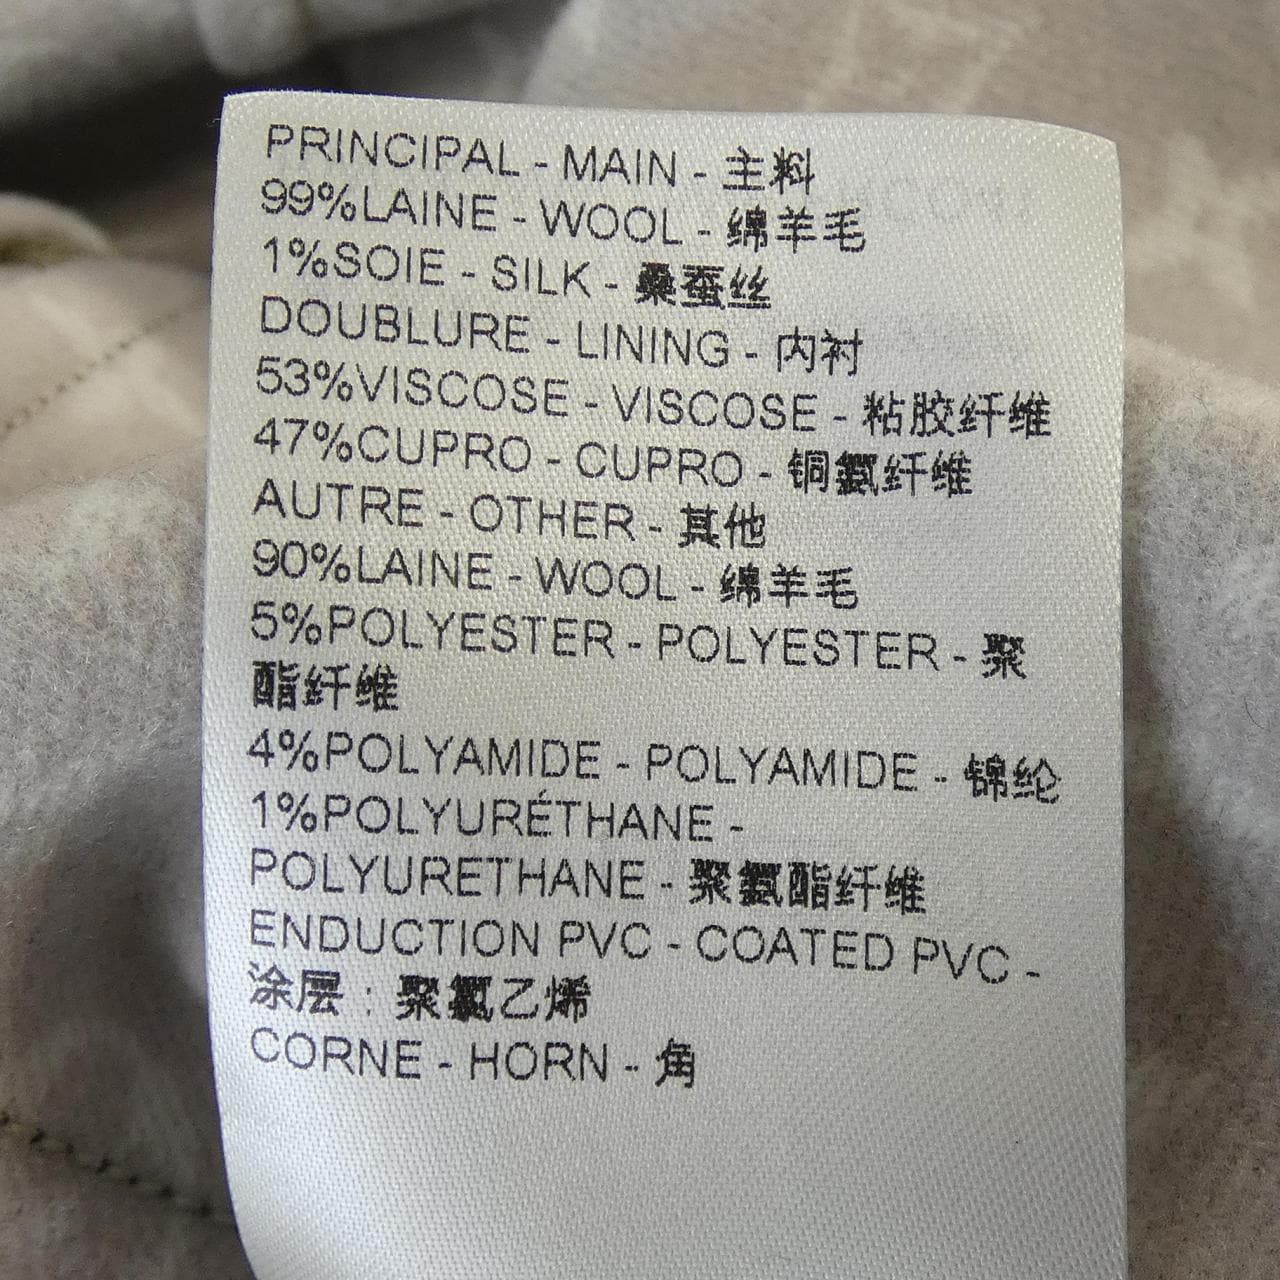 PRINCIPAL - MAIN - 主料
99%LAINE - WOOL - 绵羊毛
1%SOIE - SILK - 桑蚕丝
DOUBLURE - LINING - 内衬
53%VISCOSE - VISCOSE - 粘胶纤维
47%CUPRO - CUPRO - 铜氨纤维
AUTRE - OTHER - 其他
90%LAINE - WOOL - 绵羊毛
5%POLYESTER - POLYESTER - 聚
酯纤维
4%POLYAMIDE - POLYAMIDE - 锦纶
1%POLYURÉTHANE -
POLYURETHANE - 聚氨酯纤维
ENDUCTION PVC - COATED PVC -
涂层 : 聚氯乙烯
CORNE - HORN - 角